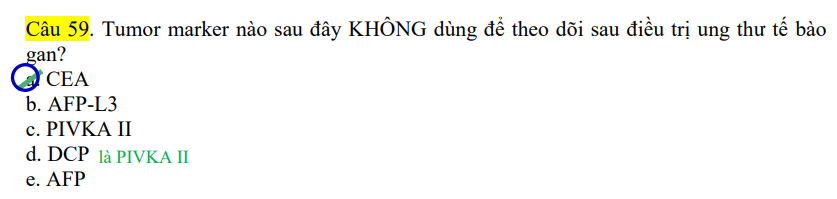 Câu 59. Tumor marker nào sau đây KHÔNG dùng để theo dõi sau điều trị ung thư tế bào
gan?
a. CEA
b. AFP-L3
c. PIVKA II
d. DCP là PIVKA II
e. AFP